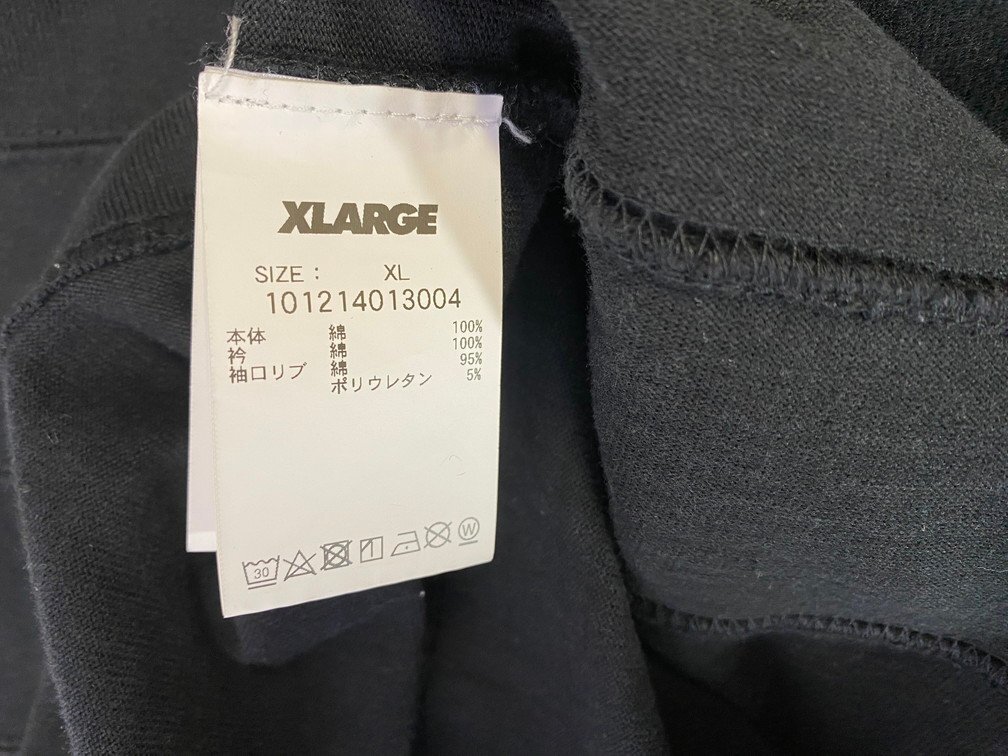 XLARGE
SIZE : XL
101214013004
本体 綿 100%
衿 綿 100%
袖口リブ 綿 95%
ポリウレタン 5%
30 W